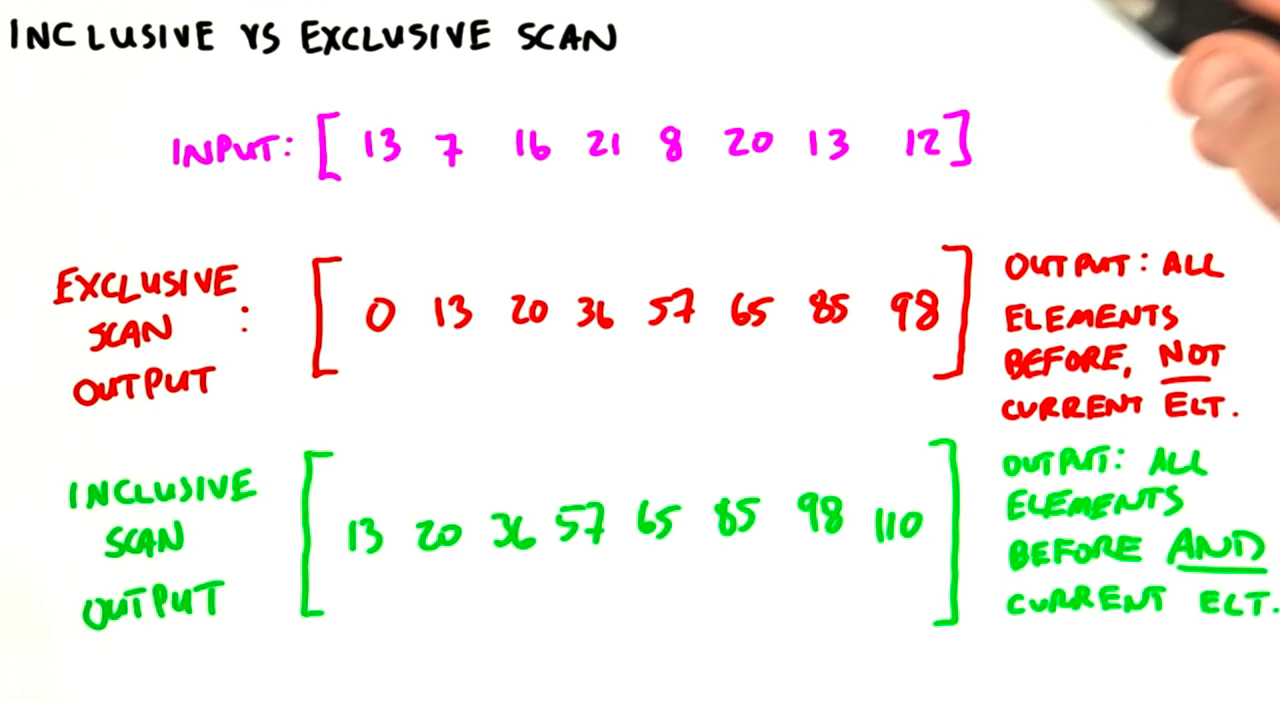 INCLUSIVE VS EXCLUSIVE SCAN
INPUT: [ 13 7 16 21 8 20 13 12 ]
EXCLUSIVE
SCAN :
OUTPUT
[ 0 13 20 36 57 65 85 98 ]
OUTPUT: ALL
ELEMENTS
BEFORE, NOT
CURRENT ELT.
INCLUSIVE
SCAN
OUTPUT
[ 13 20 36 57 65 85 98 110 ]
OUTPUT: ALL
ELEMENTS
BEFORE AND
CURRENT ELT.